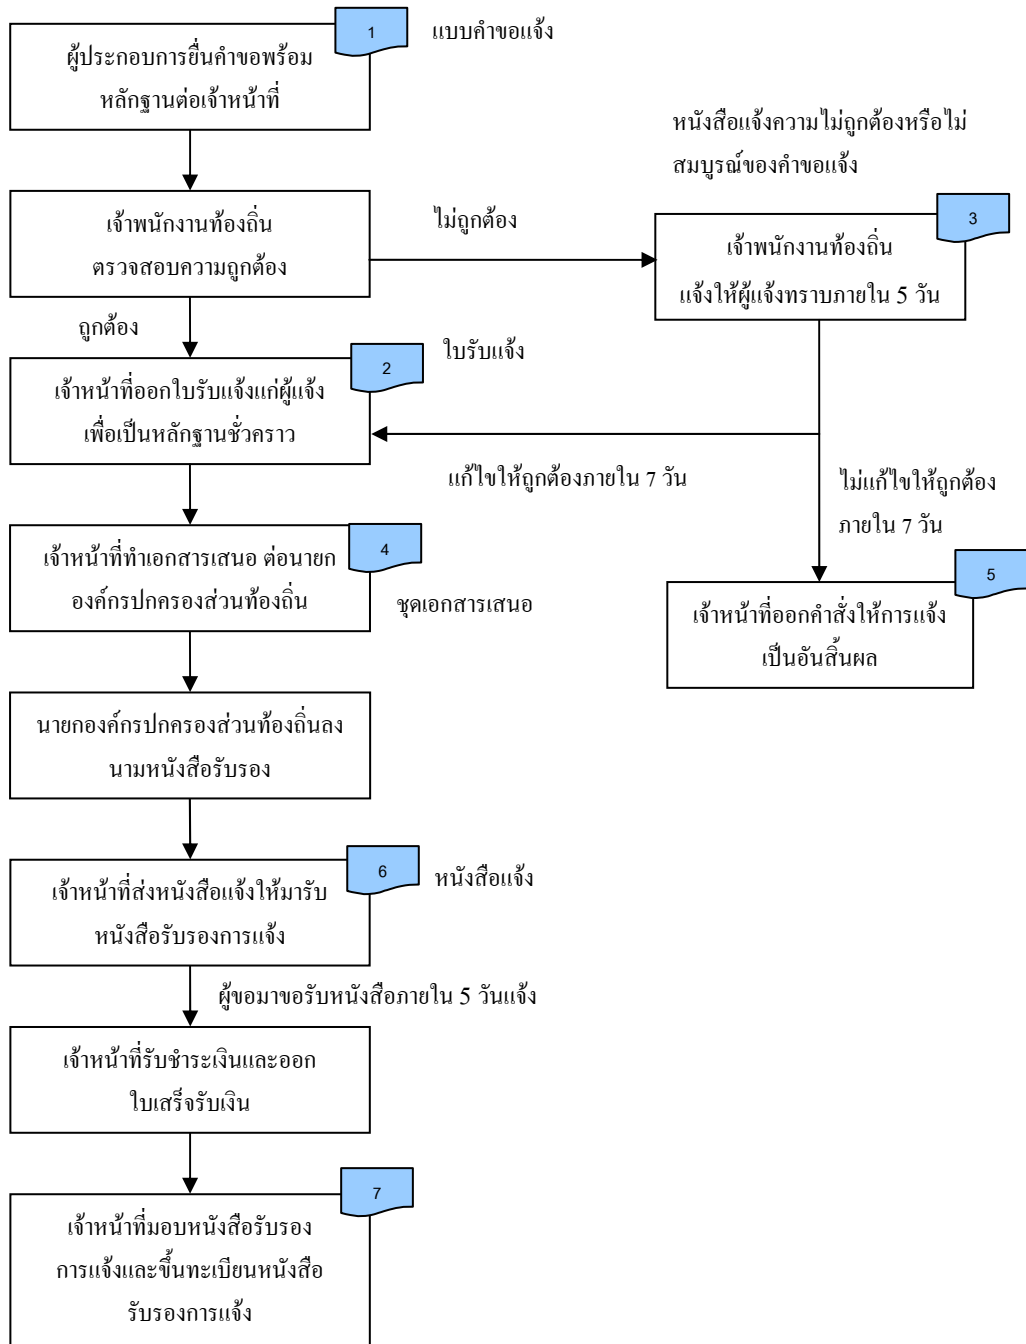 1
แบบคำขอแจ้ง
ผู้ประกอบการยื่นคำขอพร้อม
หลักฐานต่อเจ้าหน้าที่
หนังสือแจ้งความไม่ถูกต้องหรือไม่
สมบูรณ์ของคำขอแจ้ง
เจ้าพนักงานท้องถิ่น
ตรวจสอบความถูกต้อง
ไม่ถูกต้อง
3
เจ้าพนักงานท้องถิ่น
แจ้งให้ผู้แจ้งทราบภายใน 5 วัน
ถูกต้อง
2
ใบรับแจ้ง
เจ้าหน้าที่ออกใบรับแจ้งแก่ผู้แจ้ง
เพื่อเป็นหลักฐานชั่วคราว
แก้ไขให้ถูกต้องภายใน 7 วัน
ไม่แก้ไขให้ถูกต้อง
ภายใน 7 วัน
4
เจ้าหน้าที่ทำเอกสารเสนอ ต่อนายก
องค์กรปกครองส่วนท้องถิ่น
ชุดเอกสารเสนอ
5
เจ้าหน้าที่ออกคำสั่งให้การแจ้ง
เป็นอันสิ้นผล
นายกองค์กรปกครองส่วนท้องถิ่นลง
นามหนังสือรับรอง
6
หนังสือแจ้ง
เจ้าหน้าที่ส่งหนังสือแจ้งให้มารับ
หนังสือรับรองการแจ้ง
ผู้ขอมาขอรับหนังสือภายใน 5 วันแจ้ง
เจ้าหน้าที่รับชำระเงินและออก
ใบเสร็จรับเงิน
7
เจ้าหน้าที่มอบหนังสือรับรอง
การแจ้งและขึ้นทะเบียนหนังสือ
รับรองการแจ้ง